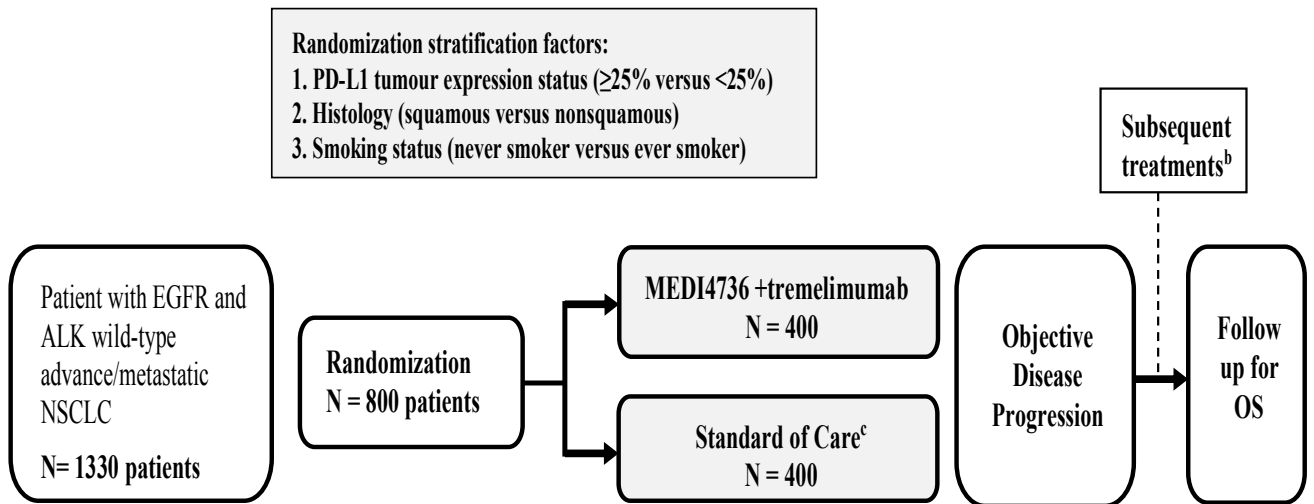 Randomization stratification factors:
1. PD-L1 tumour expression status (≥25% versus <25%)
2. Histology (squamous versus nonsquamous)
3. Smoking status (never smoker versus ever smoker)
Subsequent
treatmentsᵇ
Patient with EGFR and
ALK wild-type
advance/metastatic
NSCLC
N= 1330 patients
Randomization
N = 800 patients
MEDI4736 +tremelimumab
N = 400
Standard of Careᶜ
N = 400
Objective
Disease
Progression
Follow
up for
OS